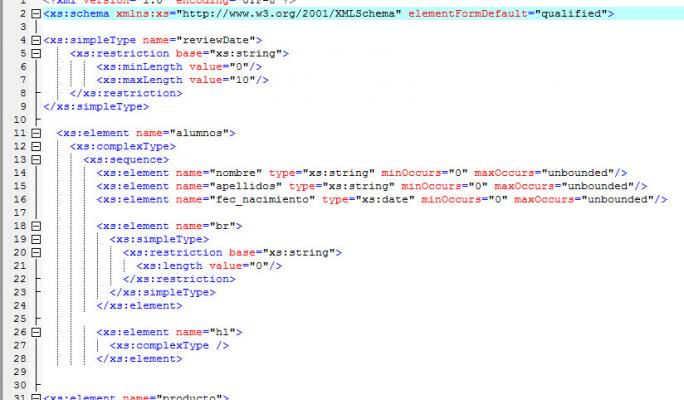 1 <?xml version="1.0" encoding="UTF-8"?>
2 <xs:schema xmlns:xs="http://www.w3.org/2001/XMLSchema" elementFormDefault="qualified">
3
4 <xs:simpleType name="reviewDate">
5 <xs:restriction base="xs:string">
6 <xs:minLength value="0"/>
7 <xs:maxLength value="10"/>
8 </xs:restriction>
9 </xs:simpleType>
10
11 <xs:element name="alumnos">
12 <xs:complexType>
13 <xs:sequence>
14 <xs:element name="nombre" type="xs:string" minOccurs="0" maxOccurs="unbounded"/>
15 <xs:element name="apellidos" type="xs:string" minOccurs="0" maxOccurs="unbounded"/>
16 <xs:element name="fec_nacimiento" type="xs:date" minOccurs="0" maxOccurs="unbounded"/>
17
18 <xs:element name="br">
19 <xs:simpleType>
20 <xs:restriction base="xs:string">
21 <xs:length value="0"/>
22 </xs:restriction>
23 </xs:simpleType>
24 </xs:element>
25
26 <xs:element name="h1">
27 <xs:complexType />
28 </xs:element>
29
30
31 <xs:element name="producto">